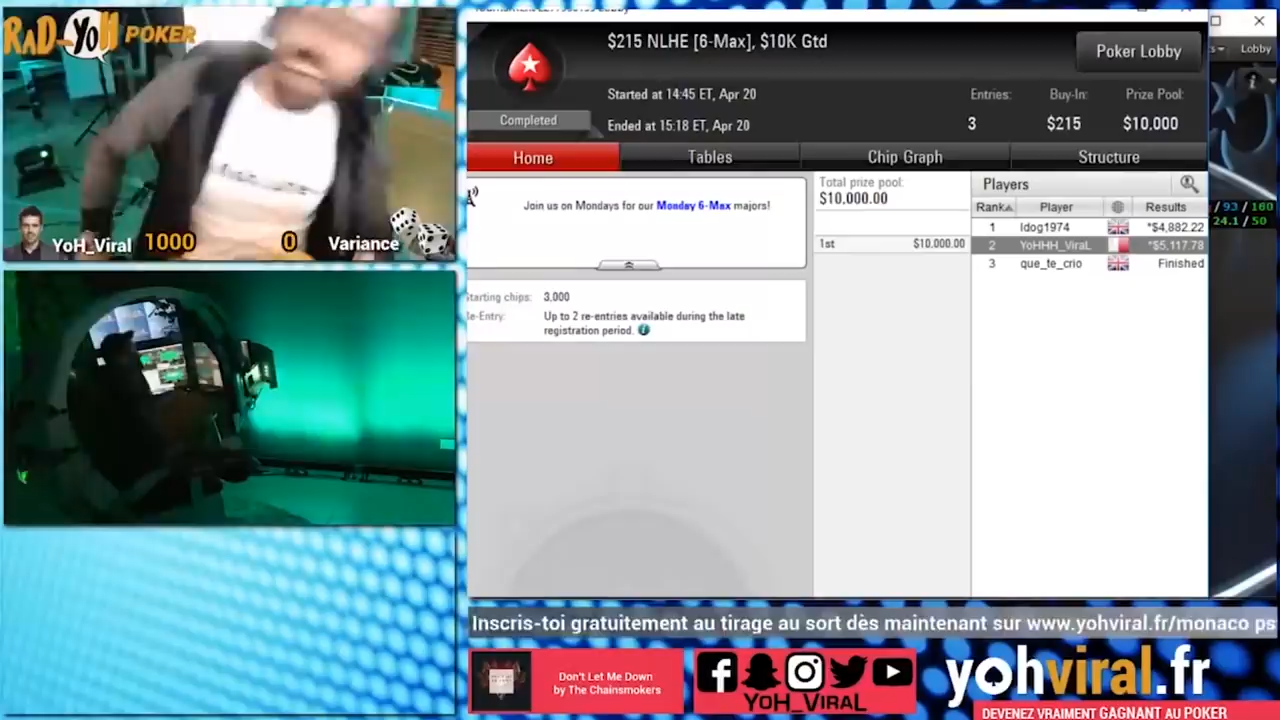 RAD-YoH POKER
YoH_Viral 1000 0 Variance
$215 NLHE [6-Max], $10K Gtd
Poker Lobby
Lobby
Started at 14:45 ET, Apr 20
Entries: Buy-In: Prize Pool:
Completed
Ended at 15:18 ET, Apr 20
3 $215 $10,000
Home Tables Chip Graph Structure
Join us on Mondays for our Monday 6-Max majors!
Total prize pool:
$10.000.00
1st $10.000.00
Players
Rank Player Results
1 ldog1974 *$4,882.22
2 YoHHH_ViraL *$5,117.78
3 que_te_crio Finished
/ 93 / 160
24.1 / 50
Starting chips: 3,000
Re-Entry: Up to 2 re-entries available during the late
registration period.
Inscris-toi gratuitement au tirage au sort dès maintenant sur www.yohviral.fr/monaco ps
Don't Let Me Down
by The Chainsmokers
YoH_ViraL
yohviral.fr
DEVENEZ VRAIMENT GAGNANT AU POKER